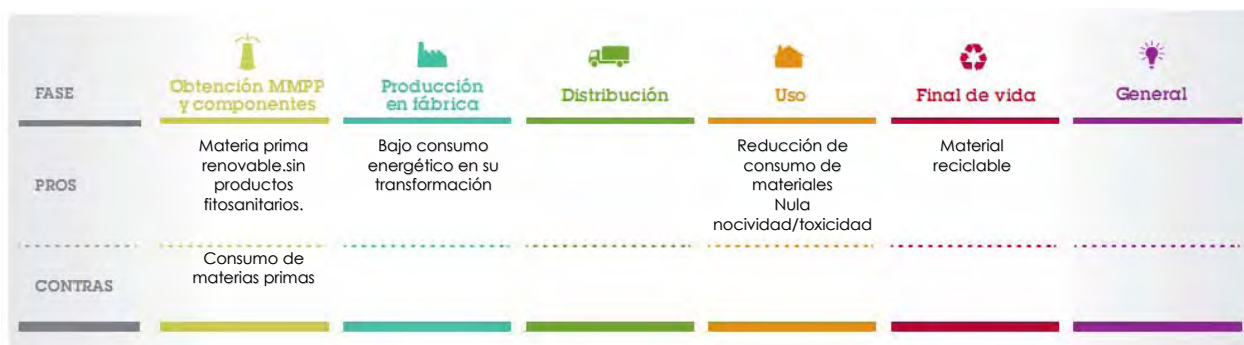 FASE
Obtención MMPP
y componentes
Producción
en fábrica
Distribución
Uso
Final de vida
General
PROS
Materia prima
renovable.sin
productos
fitosanitarios.
Bajo consumo
energético en su
transformación
Reducción de
consumo de
materiales
Nula
nocividad/toxicidad
Material
reciclable
CONTRAS
Consumo de
materias primas